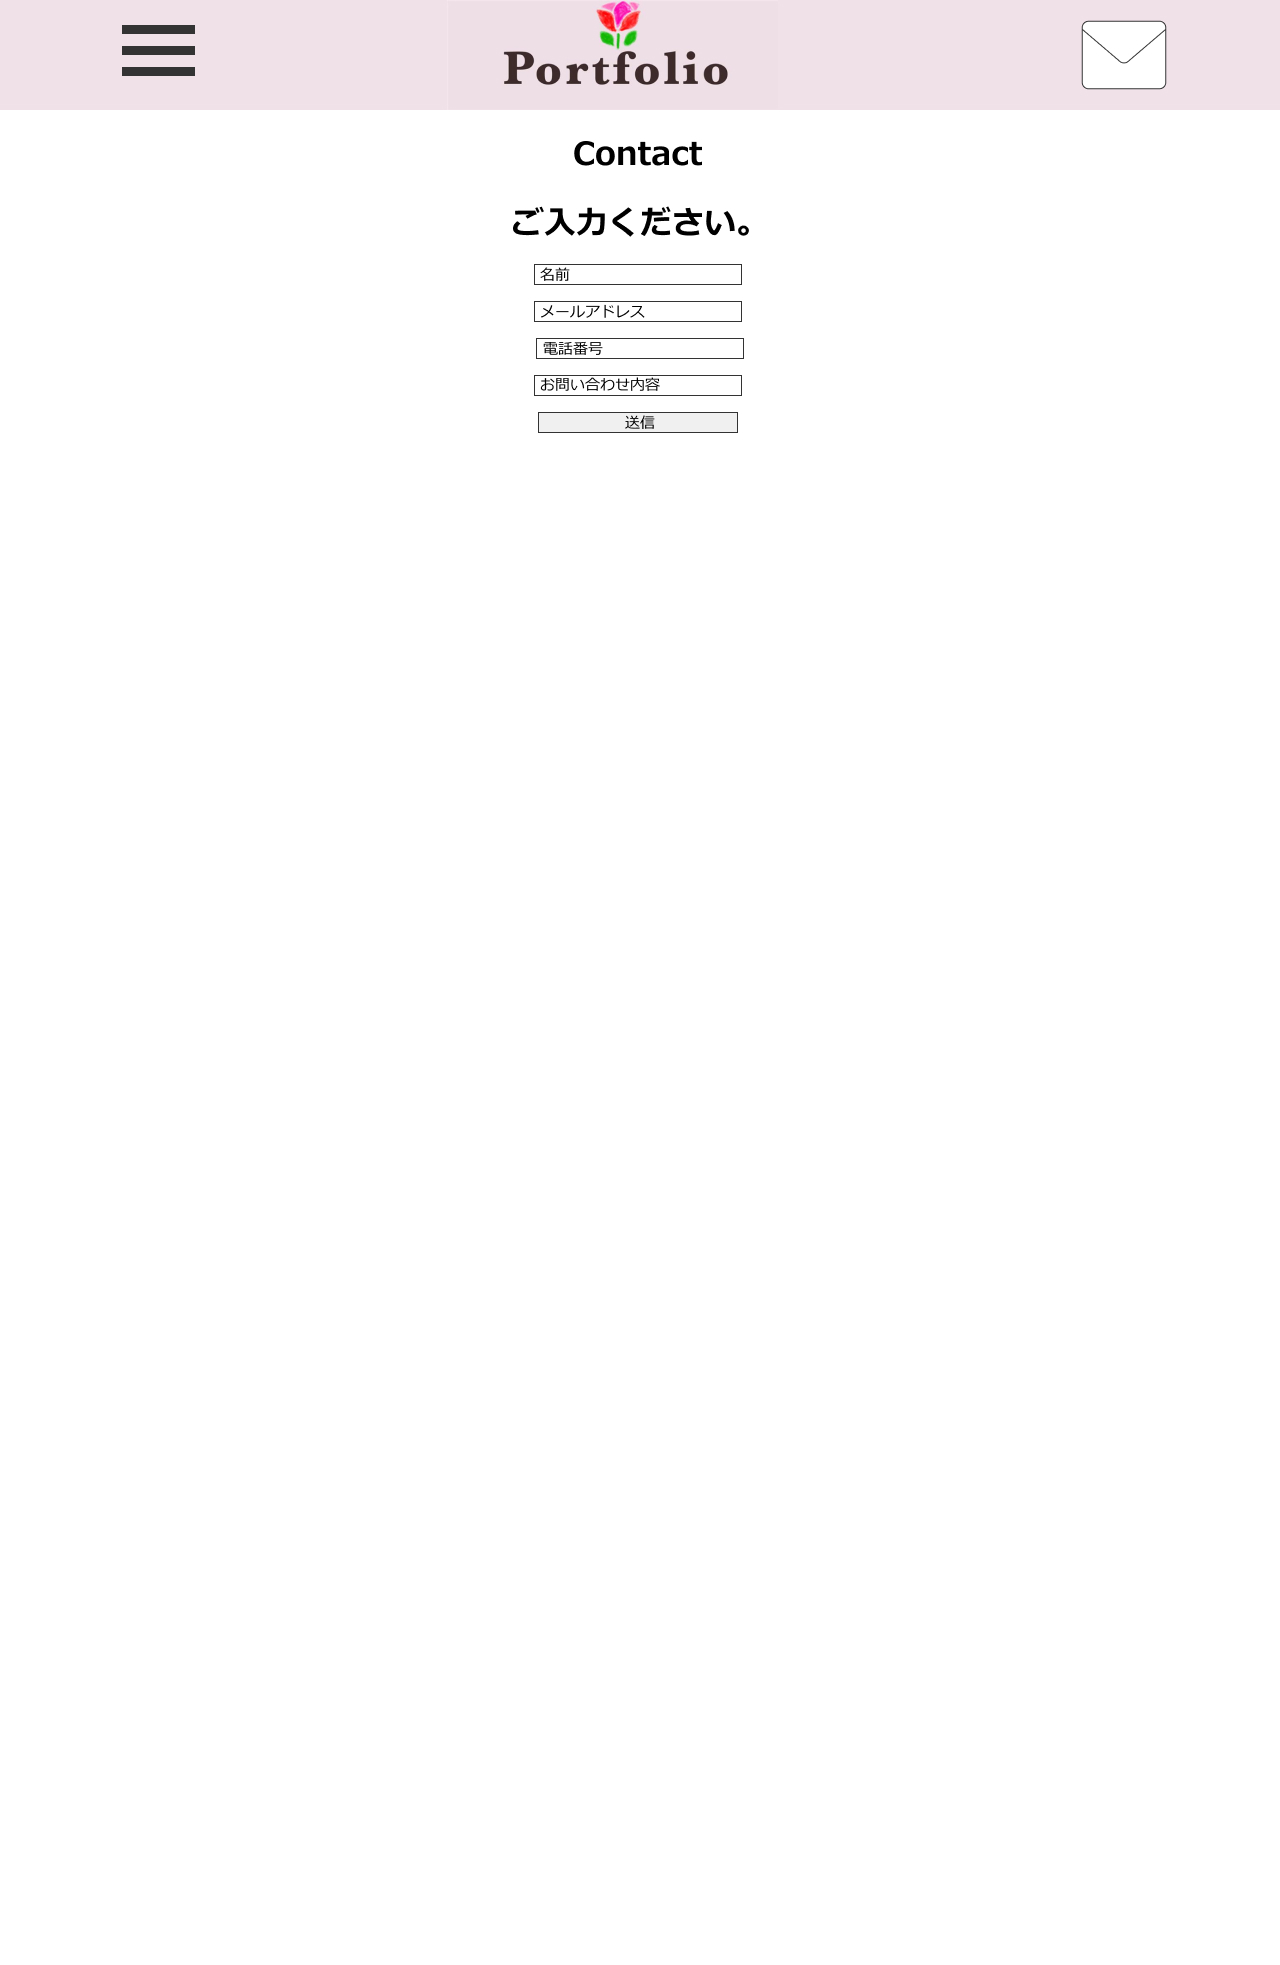 Portfolio
Contact
ご入力ください。
名前
メールアドレス
電話番号
お問い合わせ内容
送信